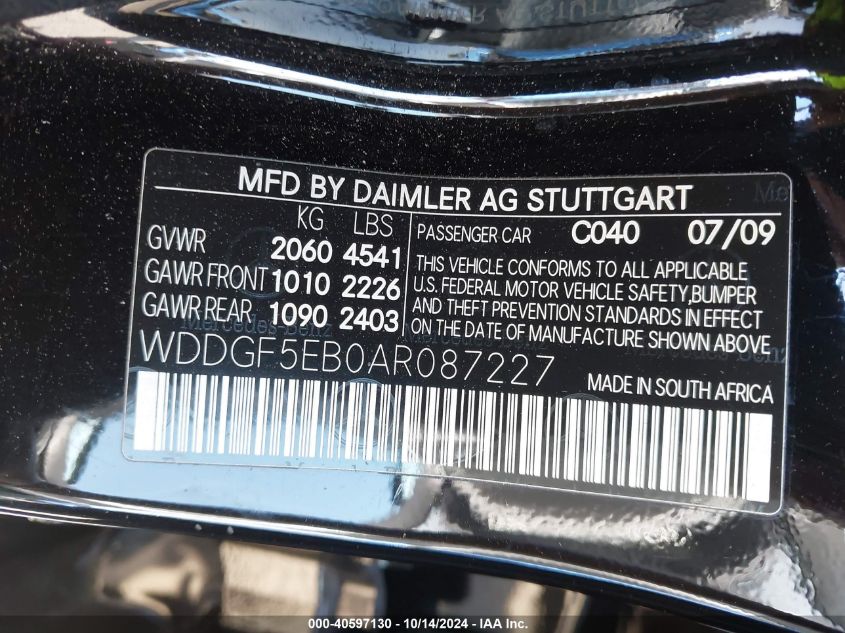 MFD BY DAIMLER AG STUTTGART
KG LBS
GVWR 2060 4541
GAWR FRONT 1010 2226
GAWR REAR 1090 2403
PASSENGER CAR C040 07/09
THIS VEHICLE CONFORMS TO ALL APPLICABLE
U.S. FEDERAL MOTOR VEHICLE SAFETY,BUMPER
AND THEFT PREVENTION STANDARDS IN EFFECT
ON THE DATE OF MANUFACTURE SHOWN ABOVE
Mercedes-Benz
WDDGF5EB0AR087227
MADE IN SOUTH AFRICA
000-40597130 - 10/14/2024 - IAA Inc.